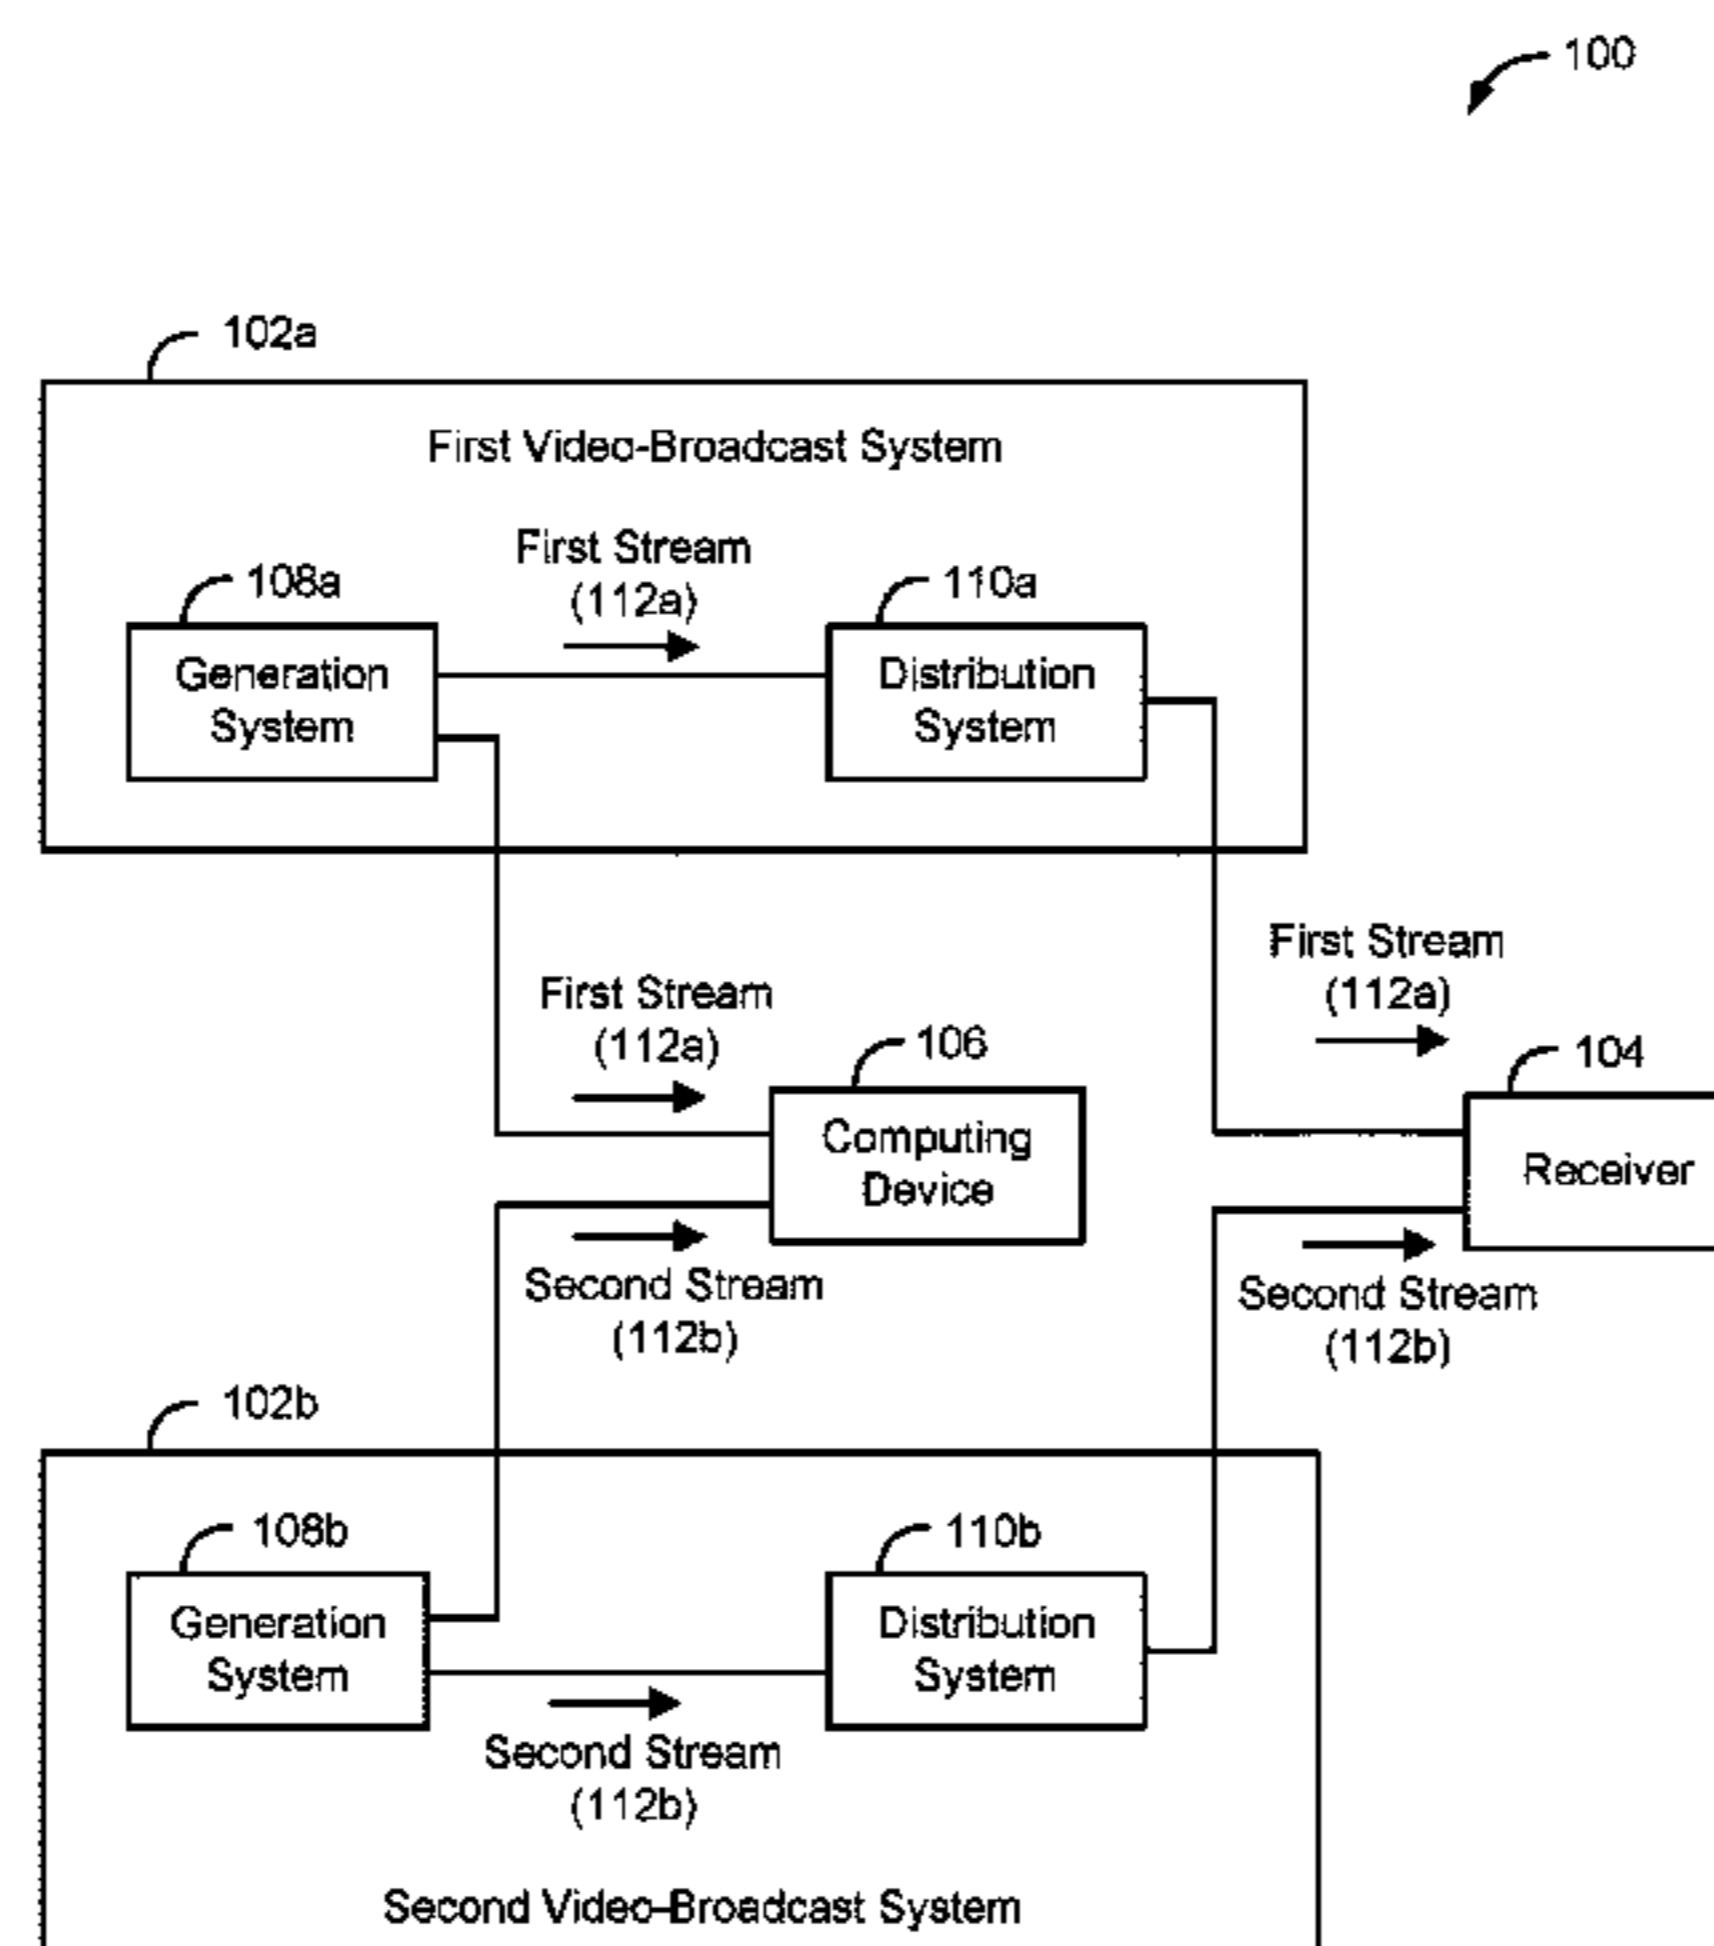 100
102a
First Video-Broadcast System
First Stream
(112a)
108a
110a
Generation
System
Distribution
System
First Stream
(112a)
First Stream
(112a)
106
104
Computing
Device
Receiver
Second Stream
(112b)
Second Stream
(112b)
102b
108b
110b
Generation
System
Distribution
System
Second Stream
(112b)
Second Video-Broadcast System